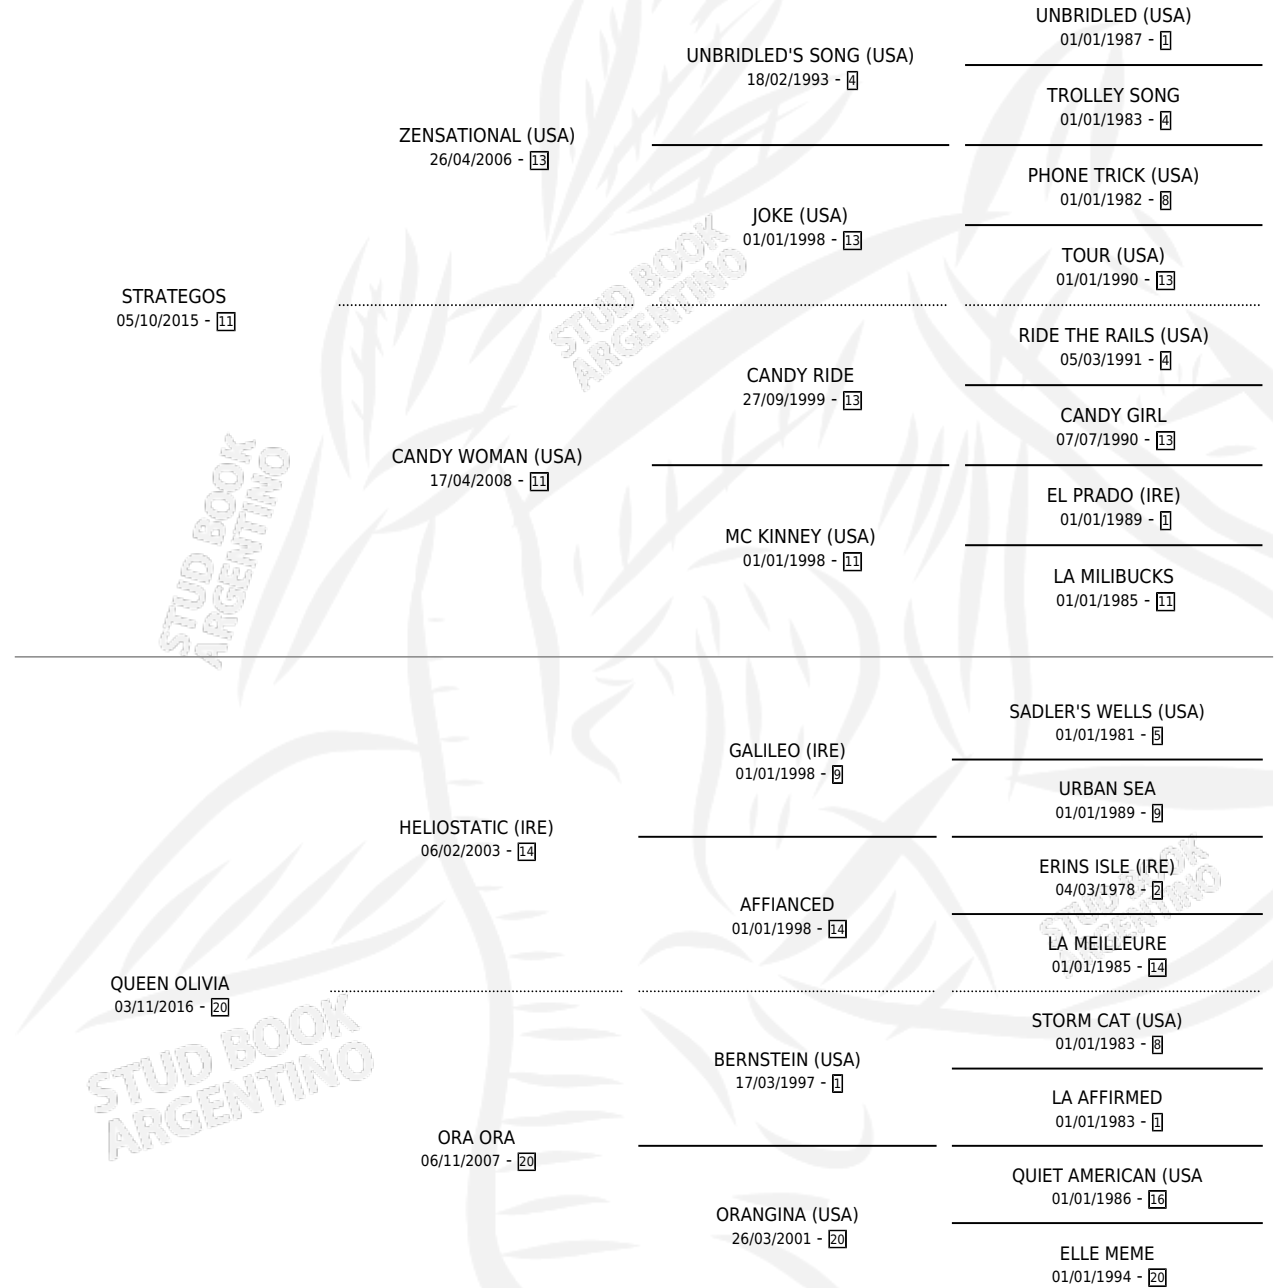 UNBRIDLED (USA)
01/01/1987 - 1
UNBRIDLED'S SONG (USA)
18/02/1993 - 4
TROLLEY SONG
01/01/1983 - 4
ZENSATIONAL (USA)
26/04/2006 - 13
PHONE TRICK (USA)
01/01/1982 - 8
JOKE (USA)
01/01/1998 - 13
TOUR (USA)
01/01/1990 - 13
STRATEGOS
05/10/2015 - 11
RIDE THE RAILS (USA)
05/03/1991 - 4
CANDY RIDE
27/09/1999 - 13
CANDY GIRL
07/07/1990 - 13
CANDY WOMAN (USA)
17/04/2008 - 11
EL PRADO (IRE)
01/01/1989 - 1
MC KINNEY (USA)
01/01/1998 - 11
LA MILIBUCKS
01/01/1985 - 11
SADLER'S WELLS (USA)
01/01/1981 - 5
GALILEO (IRE)
01/01/1998 - 9
URBAN SEA
01/01/1989 - 9
HELIOSTATIC (IRE)
06/02/2003 - 14
ERINS ISLE (IRE)
04/03/1978 - 2
AFFIANCED
01/01/1998 - 14
LA MEILLEURE
01/01/1985 - 14
QUEEN OLIVIA
03/11/2016 - 20
STORM CAT (USA)
01/01/1983 - 8
BERNSTEIN (USA)
17/03/1997 - 1
LA AFFIRMED
01/01/1983 - 1
ORA ORA
06/11/2007 - 20
QUIET AMERICAN (USA
01/01/1986 - 16
ORANGINA (USA)
26/03/2001 - 20
ELLE MEME
01/01/1994 - 20
STUD BOOK
ARGENTINO
STUD BOOK
ARGENTINO
STUD BOOK
ARGENTINO
STUD BOOK
ARGENTINO